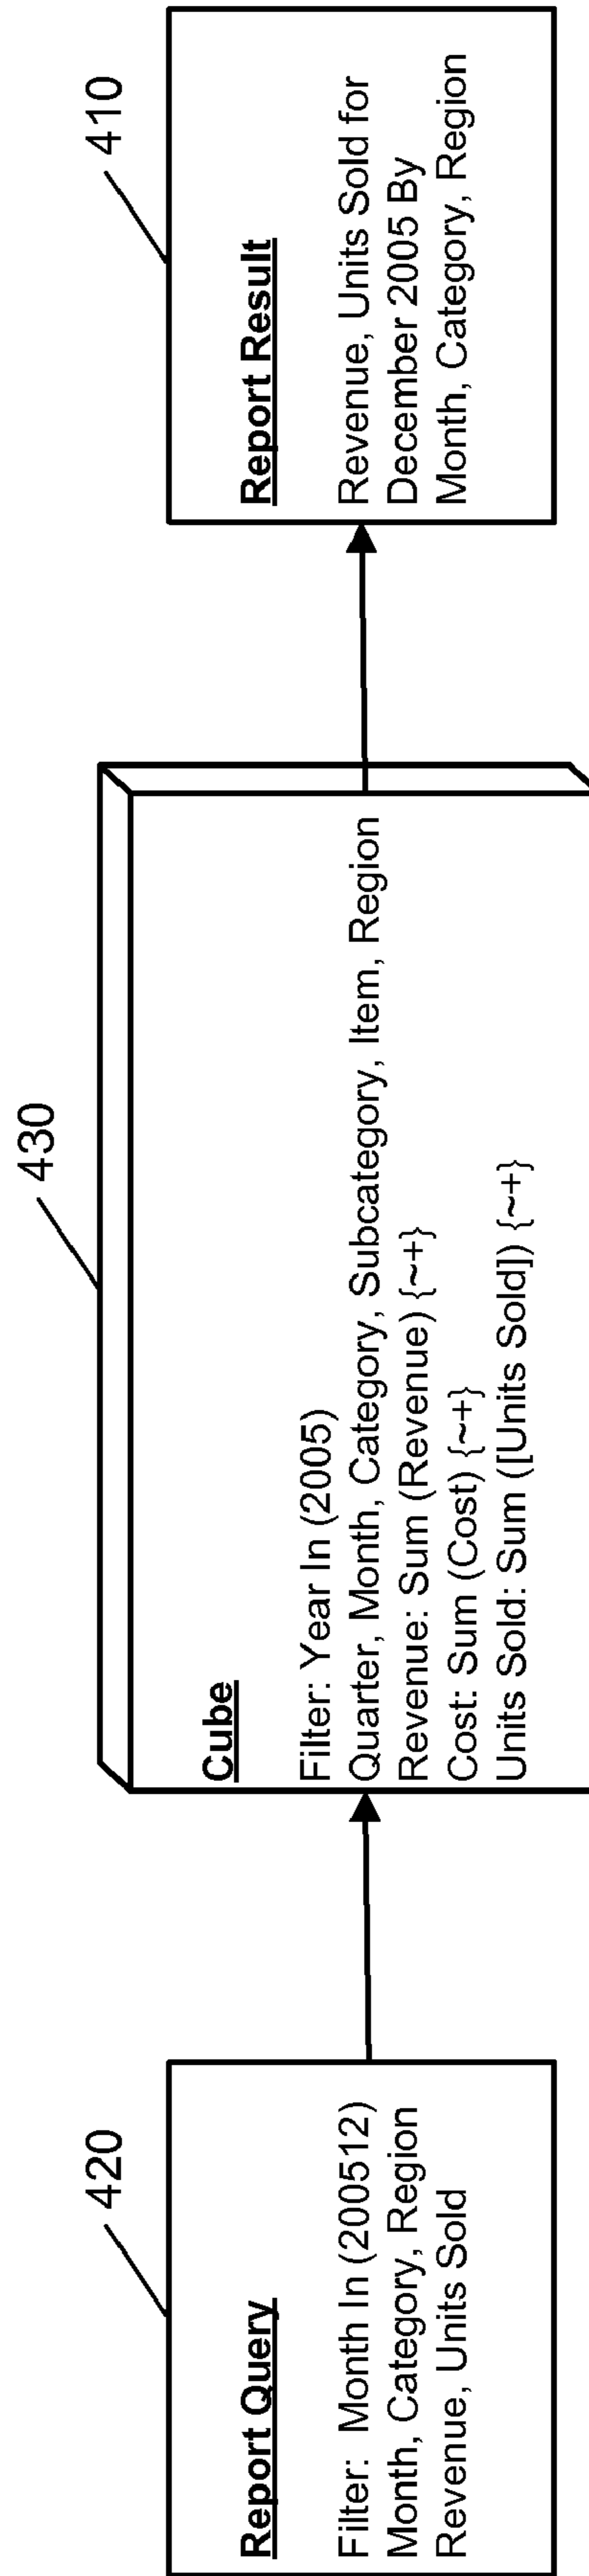 420
Report Query
Filter: Month In (200512)
Month, Category, Region
Revenue, Units Sold
430
Cube
Filter: Year In (2005)
Quarter, Month, Category, Subcategory, Item, Region
Revenue: Sum (Revenue) {~+}
Cost: Sum (Cost) {~+}
Units Sold: Sum ([Units Sold]) {~+}
410
Report Result
Revenue, Units Sold for
December 2005 By
Month, Category, Region